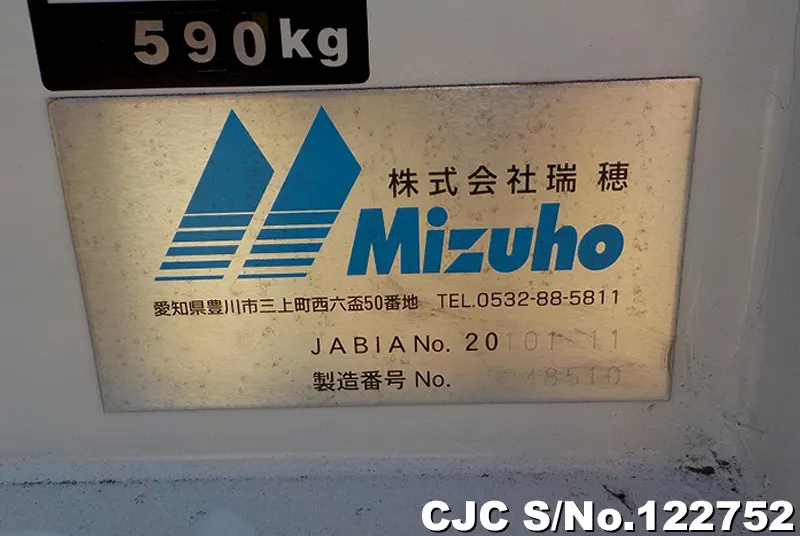 590kg
株式会社瑞穂
Mizuho
愛知県豊川市三上町西六盃50番地 TEL.0532-88-5811
JABIA No. 20101-11
製造番号 No.
CJC S/No.122752